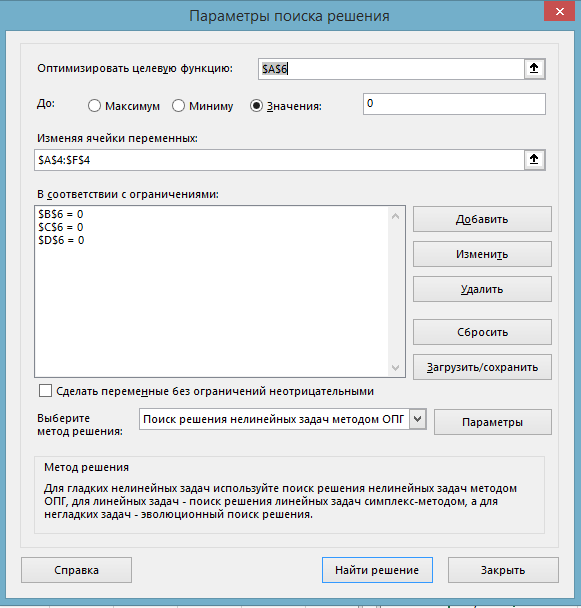 Параметры поиска решения
Оптимизировать целевую функцию:
$A$6
До:
Максимум
Миниму
Значения:
0
Изменяя ячейки переменных:
$A$4:$F$4
В соответствии с ограничениями:
$B$6 = 0
$C$6 = 0
$D$6 = 0
Добавить
Изменить
Удалить
Сбросить
Загрузить/сохранить
Сделать переменные без ограничений неотрицательными
Выберите
метод решения:
Поиск решения нелинейных задач методом ОПГ
Параметры
Метод решения
Для гладких нелинейных задач используйте поиск решения нелинейных задач методом
ОПГ, для линейных задач - поиск решения линейных задач симплекс-методом, а для
негладких задач - эволюционный поиск решения.
Справка
Найти решение
Закрыть